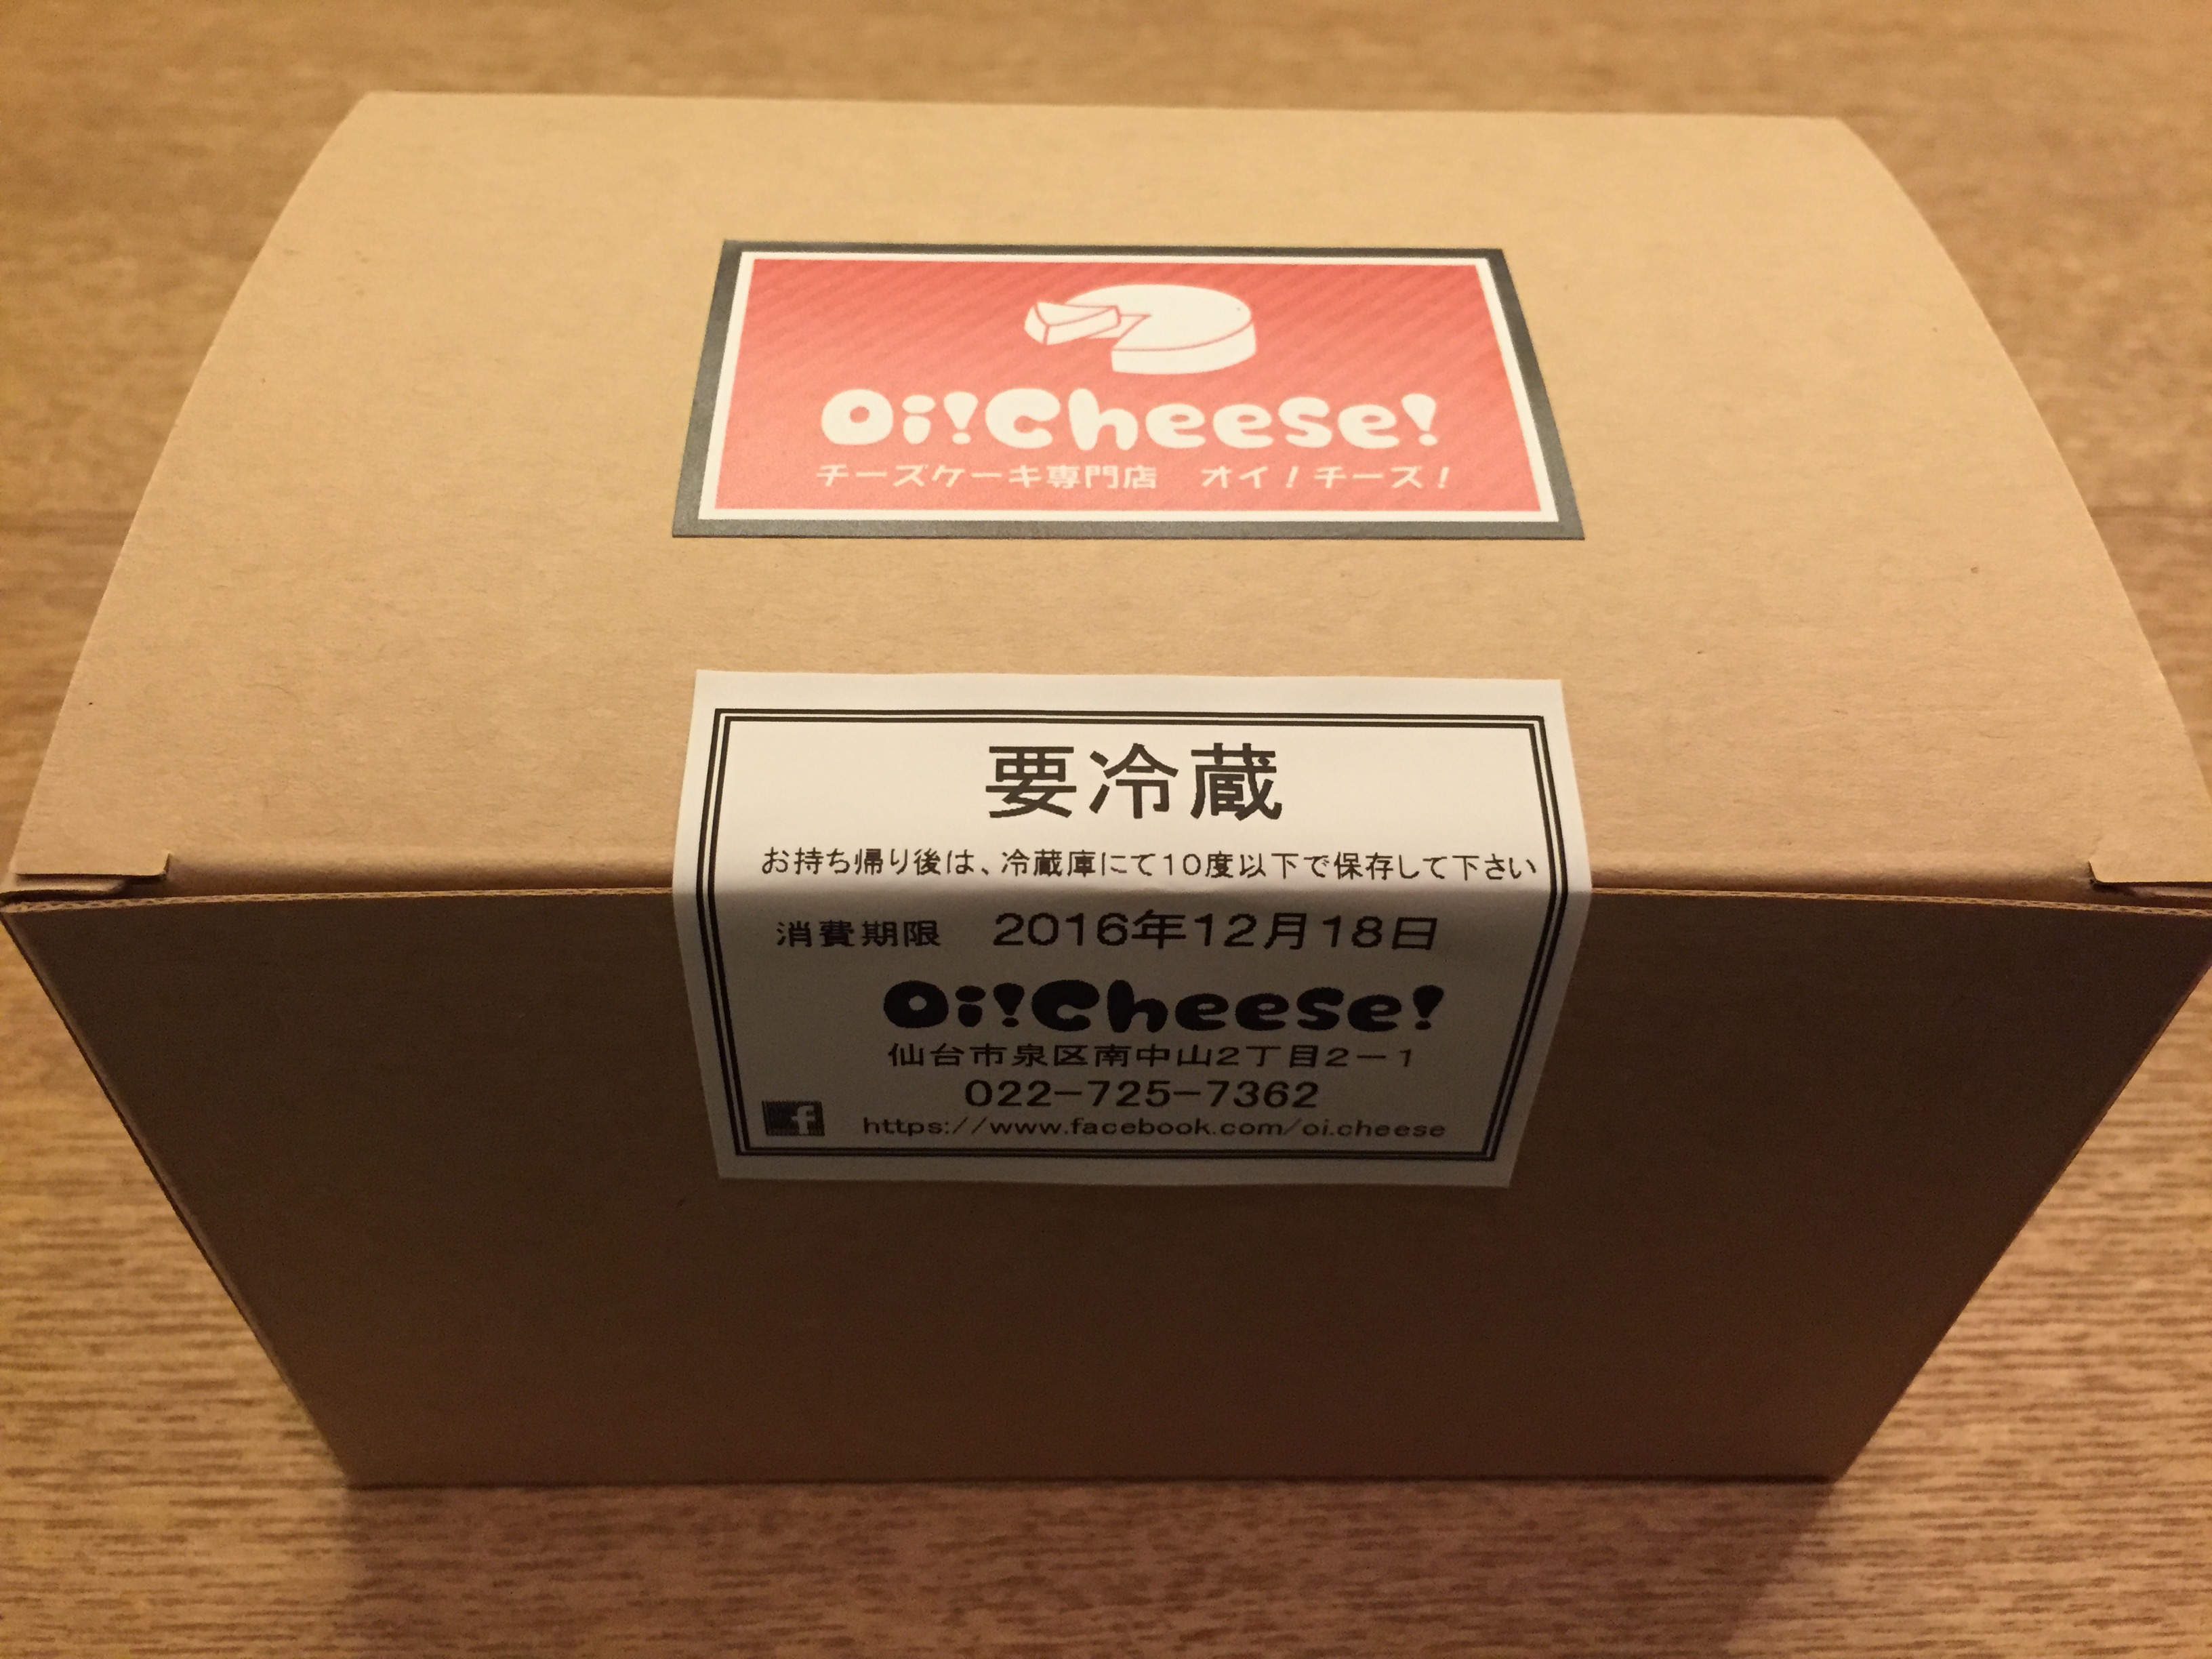 Oi!Cheese!
チーズケーキ専門店　オイ！チーズ！
要冷蔵
お持ち帰り後は、冷蔵庫にて10度以下で保存して下さい
消費期限　2016年12月18日
Oi!Cheese!
仙台市泉区南中山2丁目2－1
022-725-7362
f https://www.facebook.com/oi.cheese